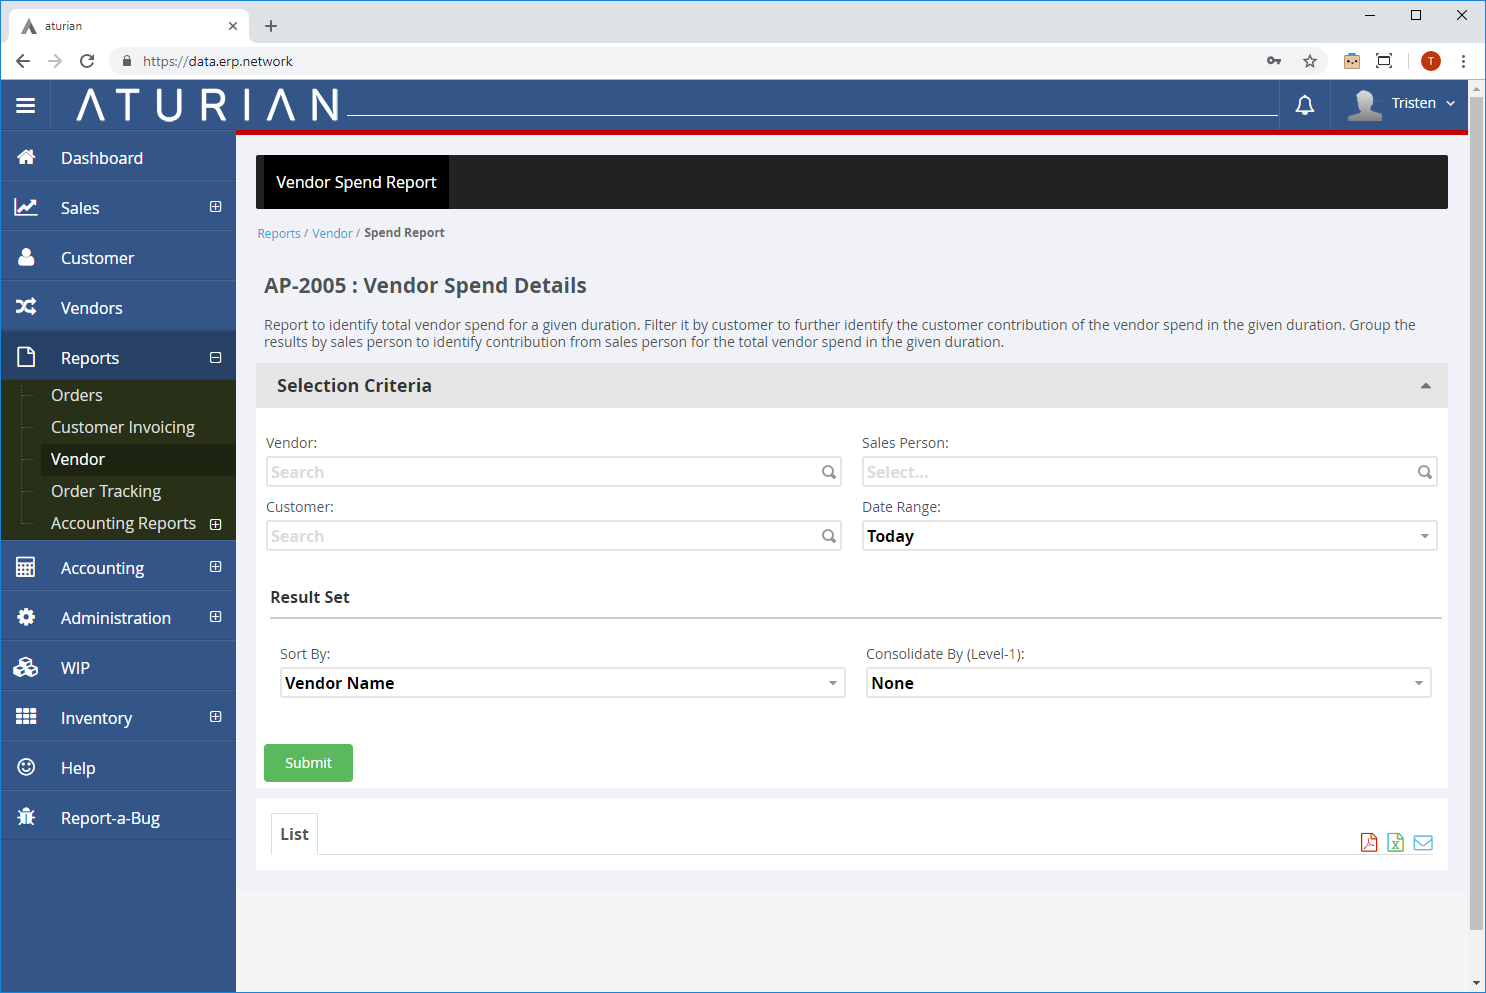 aturian
https://data.erp.network
T
ATURIAN
Tristen
Dashboard
Sales
Customer
Vendors
Reports
Orders
Customer Invoicing
Vendor
Order Tracking
Accounting Reports
Accounting
Administration
WIP
Inventory
Help
Report-a-Bug
Vendor Spend Report
Reports / Vendor / Spend Report
AP-2005 : Vendor Spend Details
Report to identify total vendor spend for a given duration. Filter it by customer to further identify the customer contribution of the vendor spend in the given duration. Group the
results by sales person to identify contribution from sales person for the total vendor spend in the given duration.
Selection Criteria
Vendor:
Search
Sales Person:
Select...
Customer:
Search
Date Range:
Today
Result Set
Sort By:
Vendor Name
Consolidate By (Level-1):
None
Submit
List